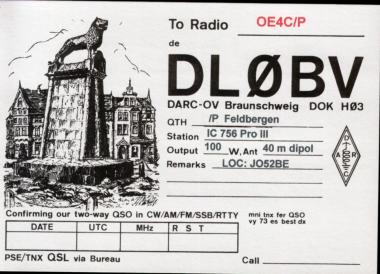 To Radio OE4C/P
de
DLØBV
DARC-OV Braunschweig DOK HØ3
QTH /P Feldbergen
Station IC 756 Pro III
Output 100 W, Ant 40 m dipol
Remarks LOC: JO52BE
Confirming our two-way QSO in CW/AM/FM/SSB/RTTY
mni tnx fer QSO
vy 73 es best dx
DATE UTC MHz R S T
PSE/TNX QSL via Bureau
Call